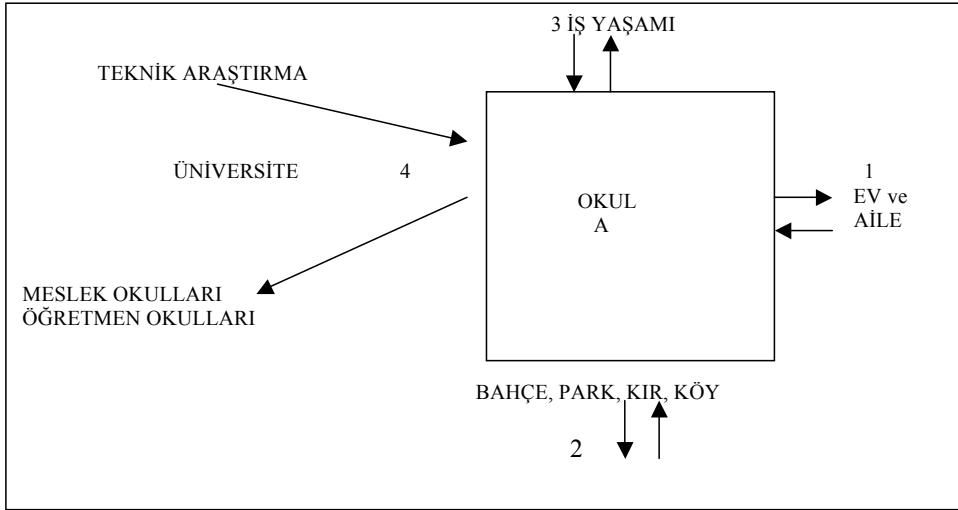 3 İŞ YAŞAMI
TEKNİK ARAŞTIRMA
ÜNİVERSİTE 4
OKUL
A
1
EV ve
AİLE
MESLEK OKULLARI
ÖĞRETMEN OKULLARI
BAHÇE, PARK, KIR, KÖY
2